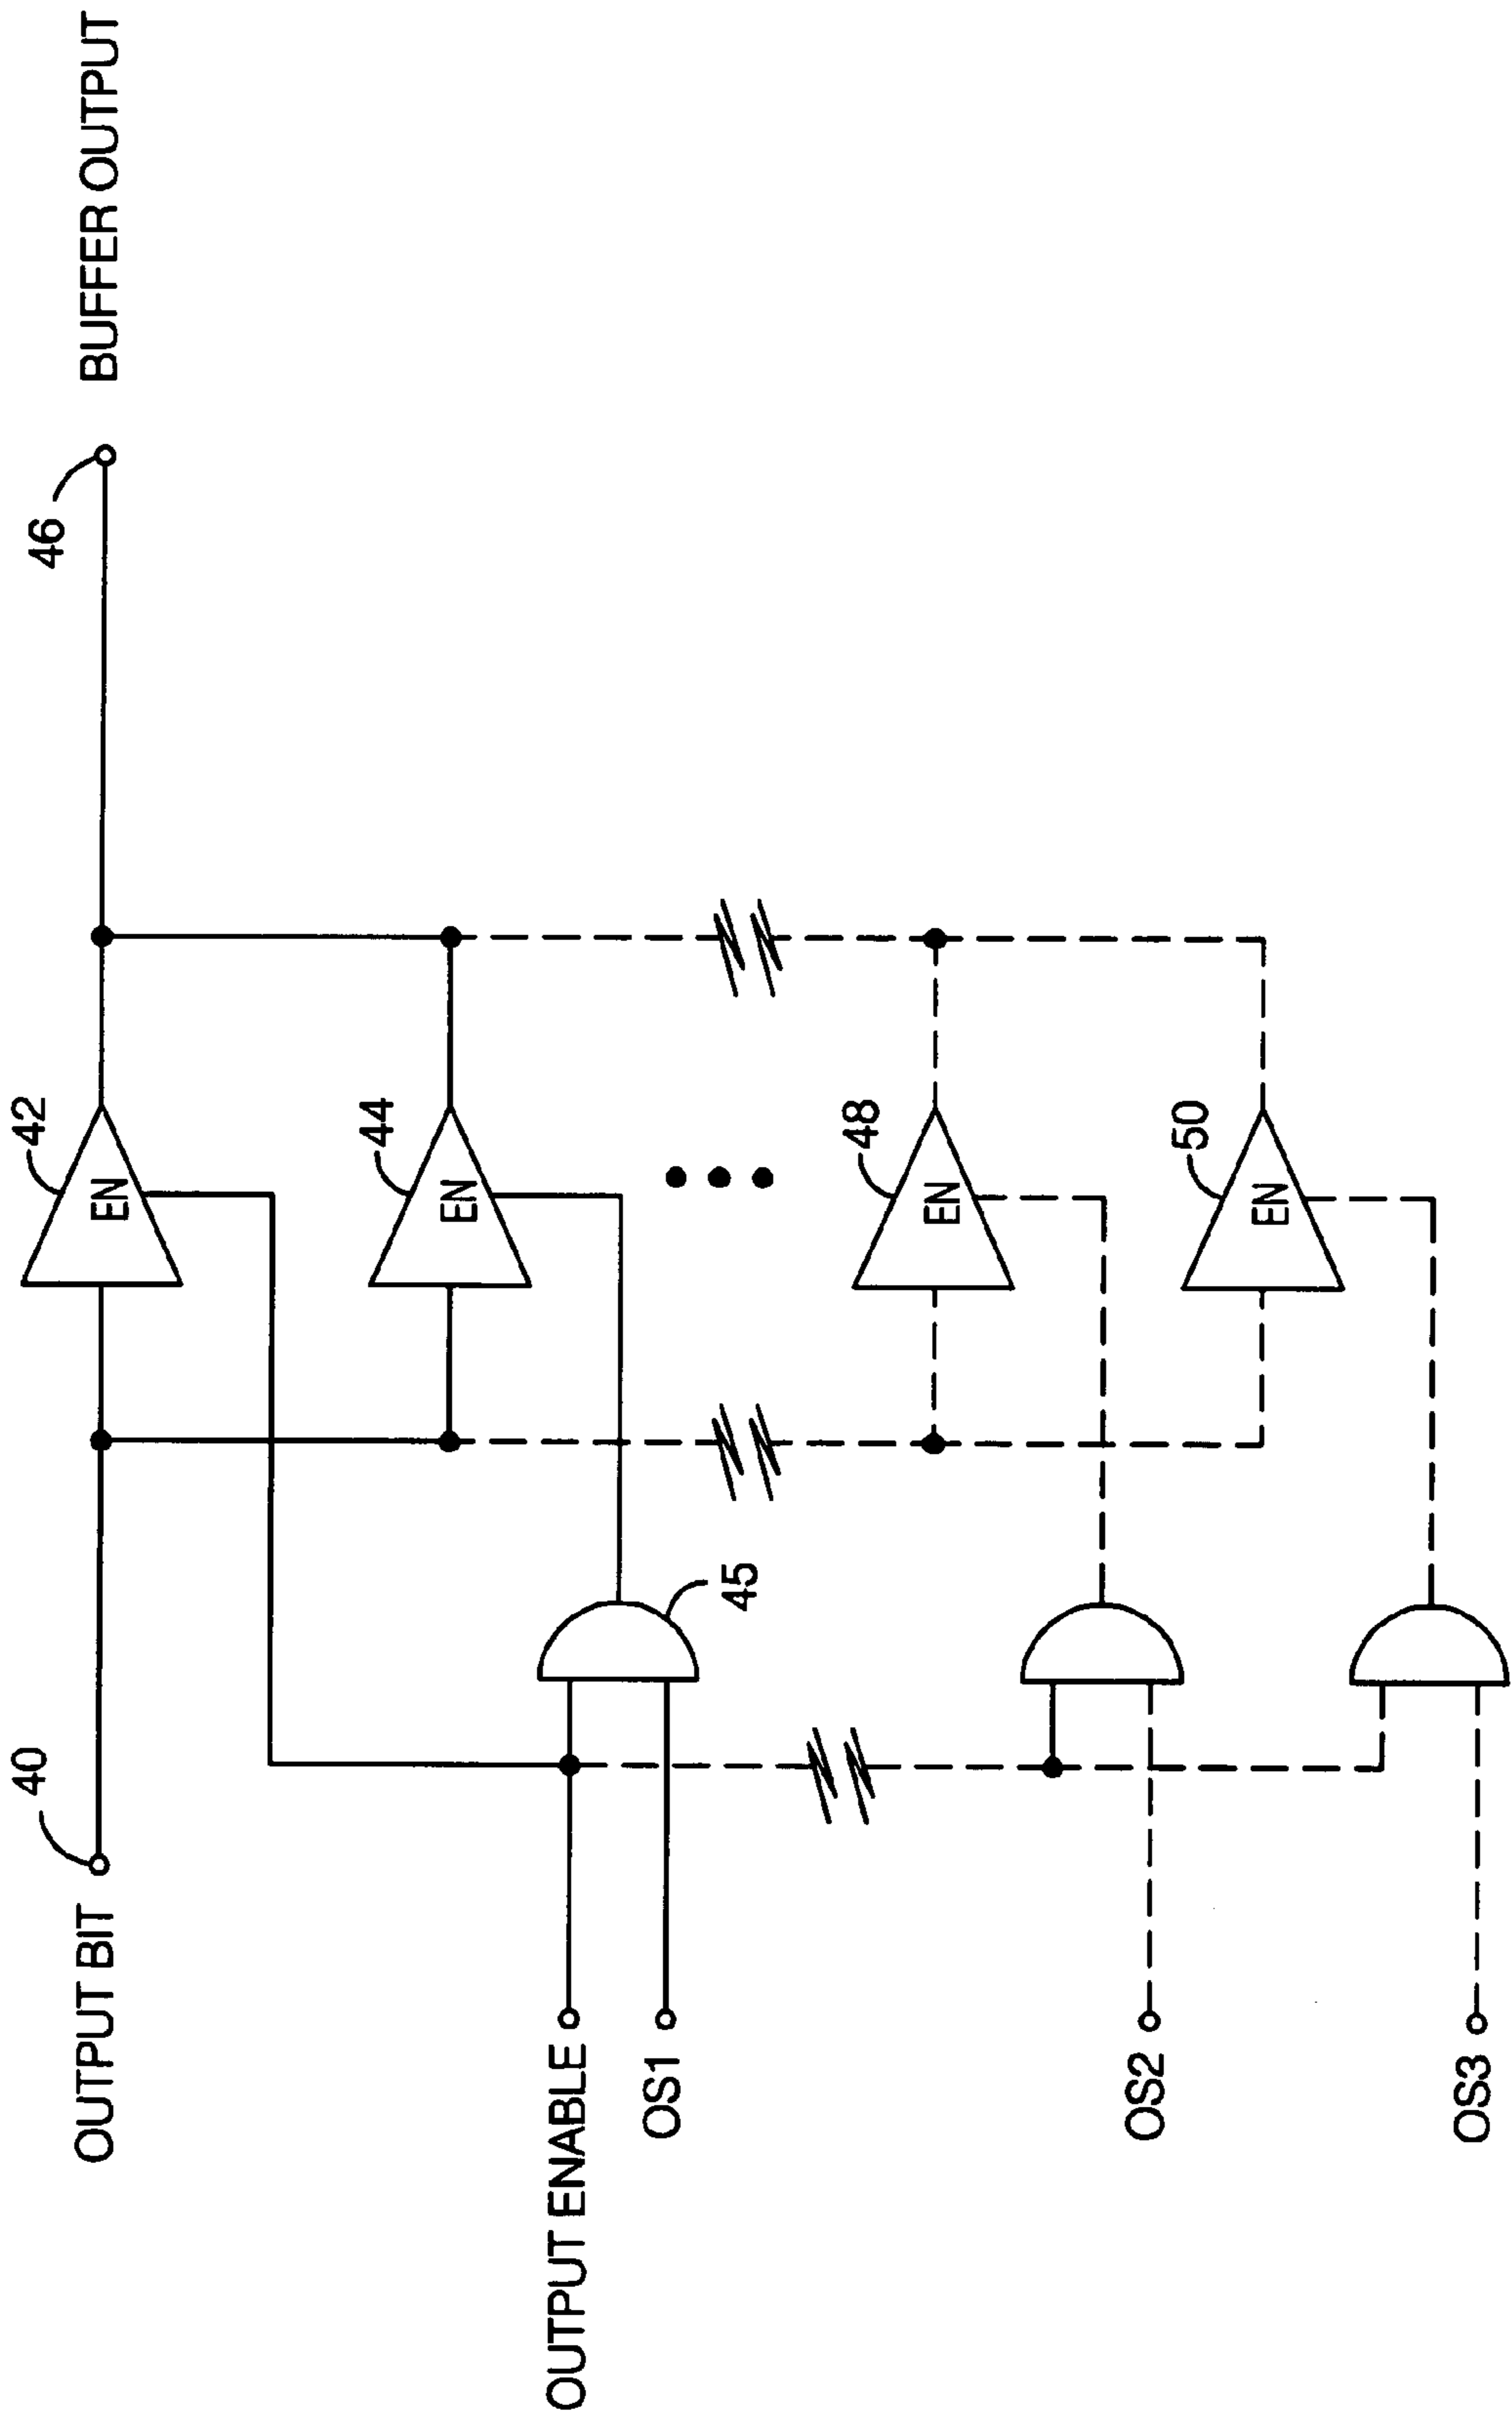 OUTPUT BIT
40
42
EN
46
BUFFER OUTPUT
44
EN
OUTPUT ENABLE
OS1
45
48
EN
OS2
50
EN
OS3